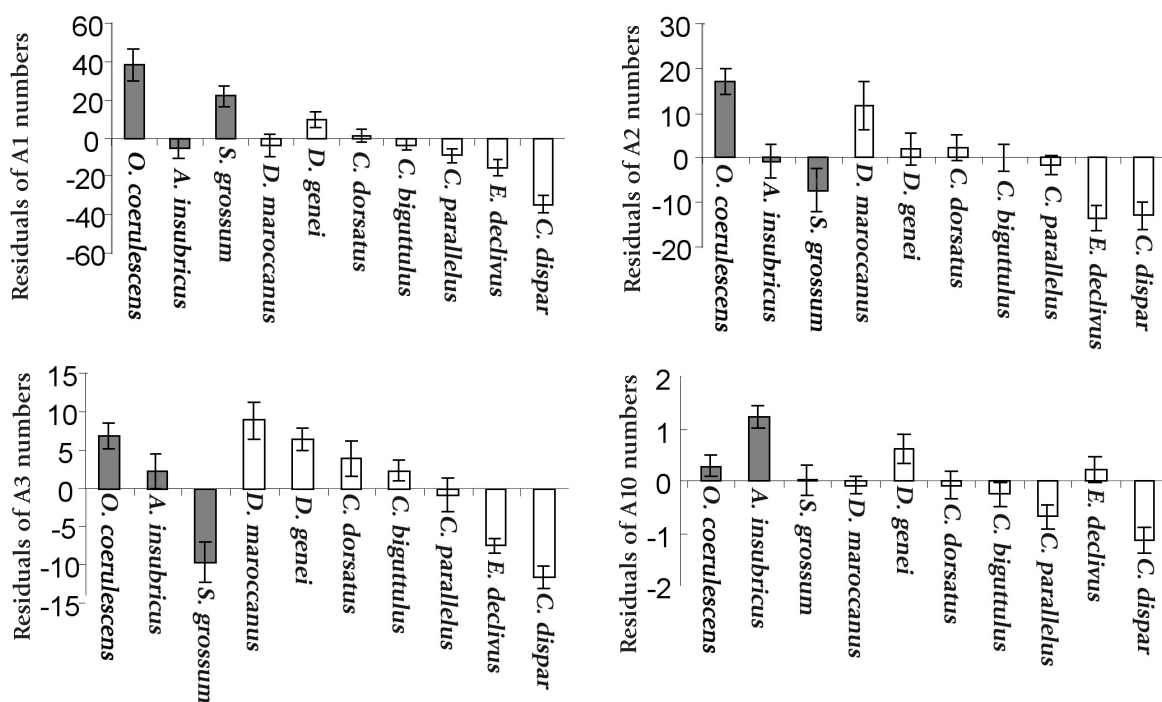 Residuals of A1 numbers
60
40
20
0
-20
-40
-60
O. coerulescens
A. insubricus
S. grossum
D. maroccanus
D. genei
C. dorsatus
C. biguttulus
C. parallelus
E. declivus
C. dispar
Residuals of A2 numbers
30
20
10
0
-10
-20
O. coerulescens
A. insubricus
S. grossum
D. maroccanus
D. genei
C. dorsatus
C. biguttulus
C. parallelus
E. declivus
C. dispar
Residuals of A3 numbers
15
10
5
0
-5
-10
-15
O. coerulescens
A. insubricus
S. grossum
D. maroccanus
D. genei
C. dorsatus
C. biguttulus
C. parallelus
E. declivus
C. dispar
Residuals of A10 numbers
2
1
0
-1
-2
O. coerulescens
A. insubricus
S. grossum
D. maroccanus
D. genei
C. dorsatus
C. biguttulus
C. parallelus
E. declivus
C. dispar